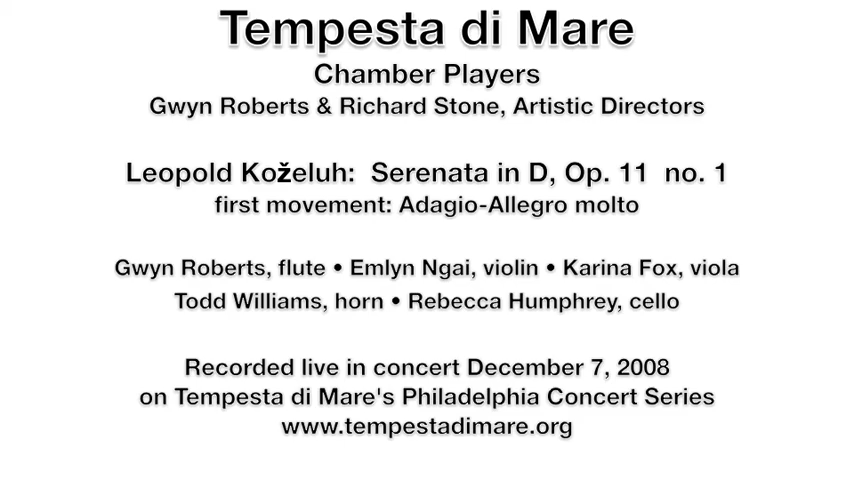 Tempesta di Mare
Chamber Players
Gwyn Roberts & Richard Stone, Artistic Directors
Leopold Koželuh: Serenata in D, Op. 11 no. 1
first movement: Adagio-Allegro molto
Gwyn Roberts, flute • Emlyn Ngai, violin • Karina Fox, viola
Todd Williams, horn • Rebecca Humphrey, cello
Recorded live in concert December 7, 2008
on Tempesta di Mare's Philadelphia Concert Series
www.tempestadimare.org